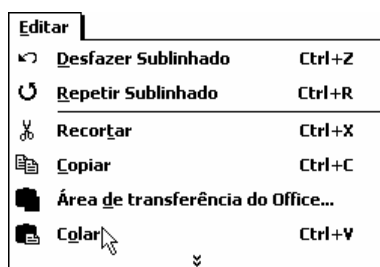 Editar
Desfazer Sublinhado Ctrl+Z
Repetir Sublinhado Ctrl+R
Recortar Ctrl+X
Copiar Ctrl+C
Área de transferência do Office...
Colar Ctrl+V